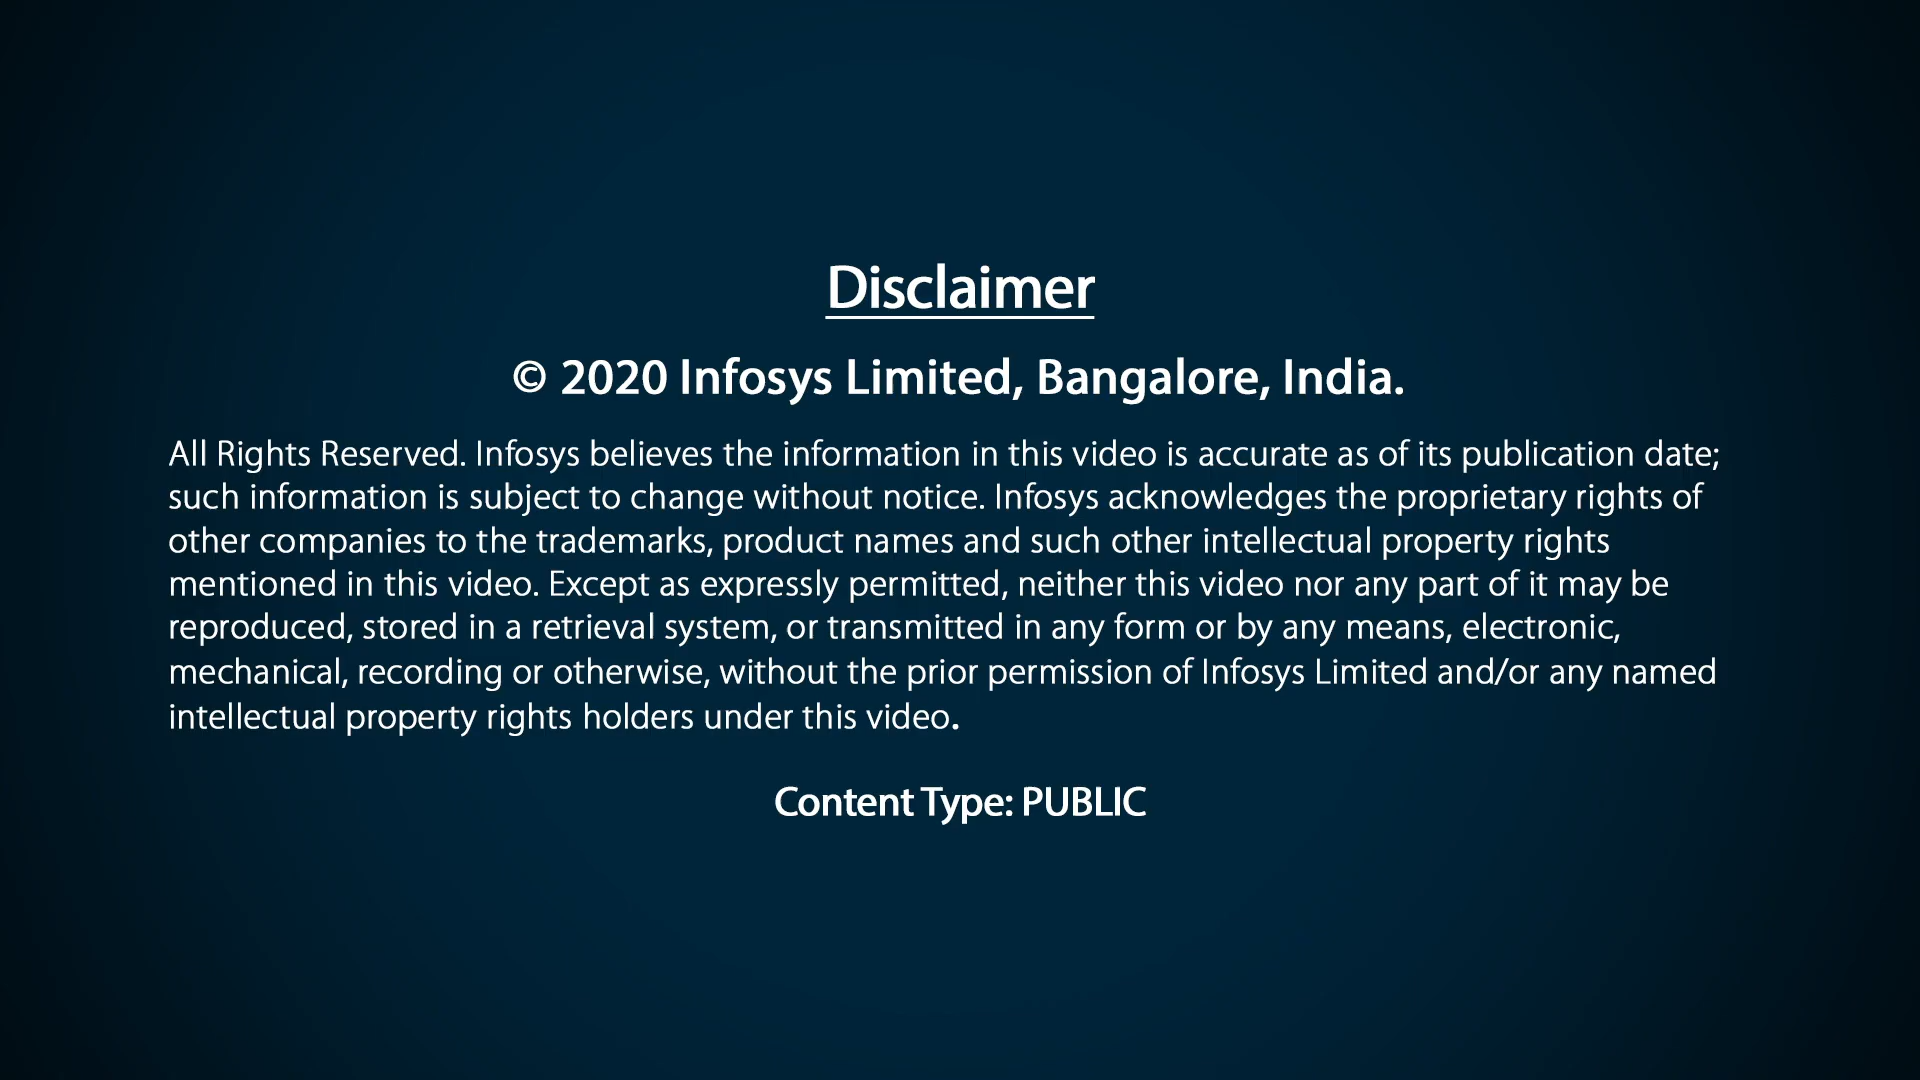 Disclaimer
© 2020 Infosys Limited, Bangalore, India.
All Rights Reserved. Infosys believes the information in this video is accurate as of its publication date;
such information is subject to change without notice. Infosys acknowledges the proprietary rights of
other companies to the trademarks, product names and such other intellectual property rights
mentioned in this video. Except as expressly permitted, neither this video nor any part of it may be
reproduced, stored in a retrieval system, or transmitted in any form or by any means, electronic,
mechanical, recording or otherwise, without the prior permission of Infosys Limited and/or any named
intellectual property rights holders under this video.
Content Type: PUBLIC